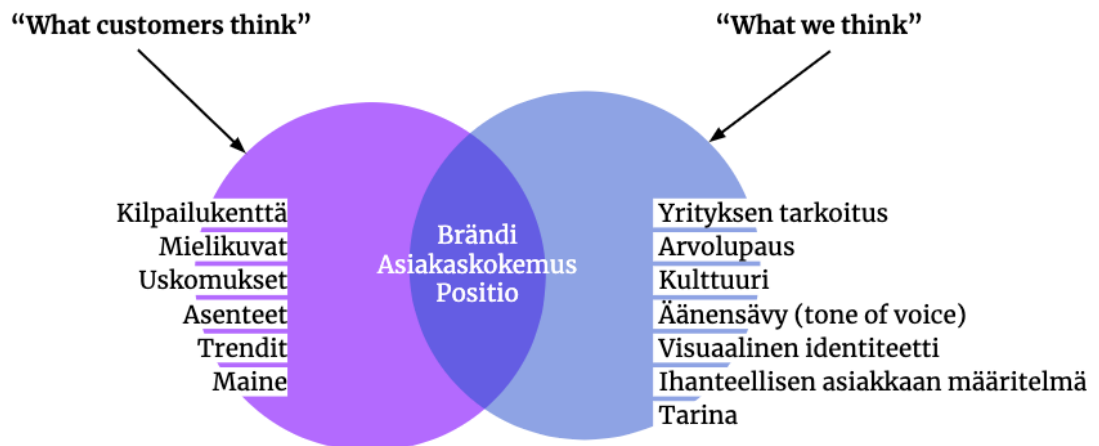 “What customers think”
“What we think”
Kilpailukenttä
Mielikuvat
Uskomukset
Asenteet
Trendit
Maine
Brändi
Asiakaskokemus
Positio
Yrityksen tarkoitus
Arvolupaus
Kulttuuri
Äänensävy (tone of voice)
Visuaalinen identiteetti
Ihanteellisen asiakkaan määritelmä
Tarina